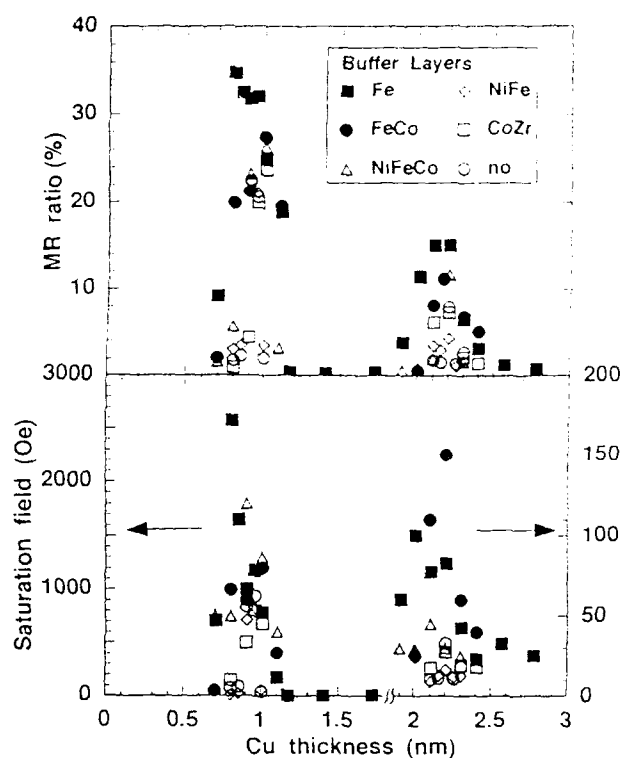 40
30
20
10
MR ratio (%)
Buffer Layers
Fe NiFe
FeCo CoZr
NiFeCo no
3000
2000
1000
0
Saturation field (Oe)
200
150
100
50
0
0 0.5 1 1.5 2 2.5 3
Cu thickness (nm)